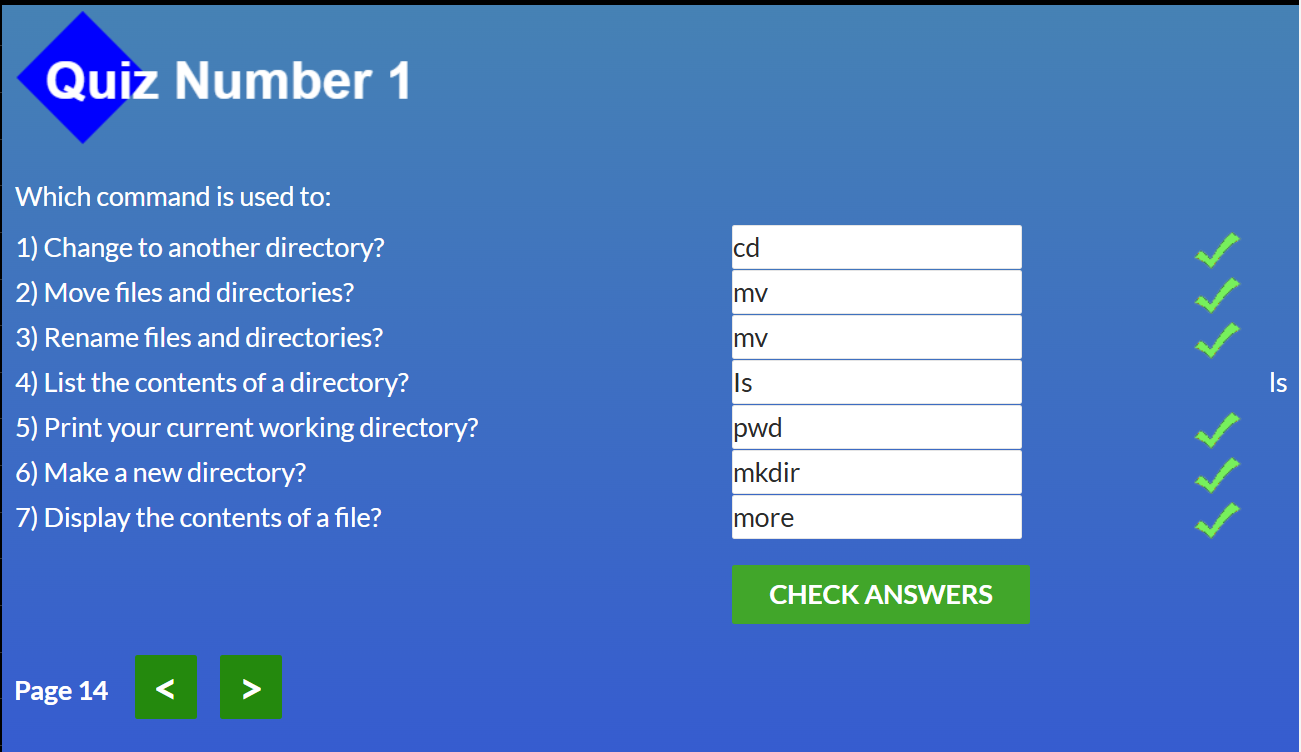 Quiz Number 1
Which command is used to:
1) Change to another directory? cd
2) Move files and directories? mv
3) Rename files and directories? mv
4) List the contents of a directory? Is ls
5) Print your current working directory? pwd
6) Make a new directory? mkdir
7) Display the contents of a file? more
CHECK ANSWERS
Page 14 < >